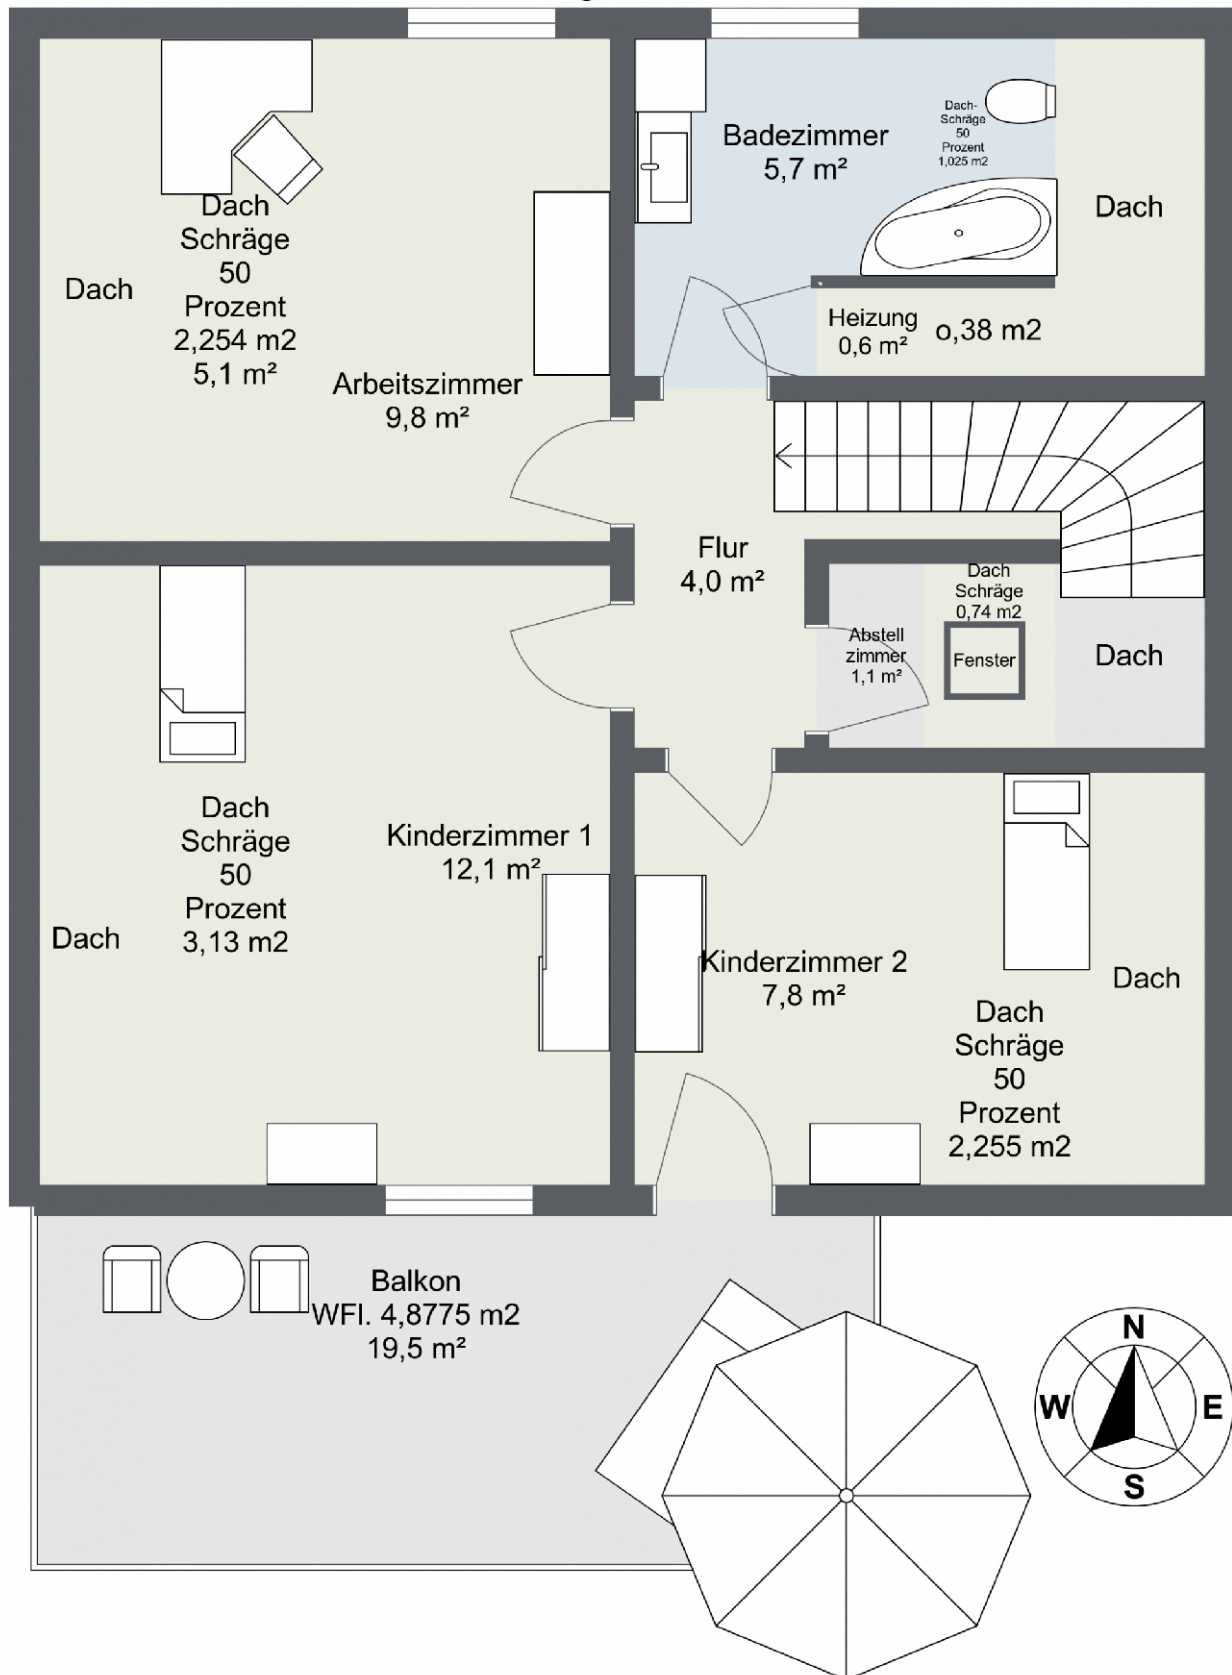 Dach
Schräge
50
Prozent
2,254 m2
5,1 m²
Dach
Arbeitszimmer
9,8 m²
Badezimmer
5,7 m²
Dach-
Schräge
50
Prozent
1,025 m2
Dach
Heizung
0,6 m²
o,38 m2
Flur
4,0 m²
Dach
Schräge
0,74 m2
Abstell
zimmer
1,1 m²
Fenster
Dach
Dach
Schräge
50
Prozent
3,13 m2
Dach
Kinderzimmer 1
12,1 m²
Kinderzimmer 2
7,8 m²
Dach
Dach
Schräge
50
Prozent
2,255 m2
Balkon
WFl. 4,8775 m2
19,5 m²
N
W
E
S